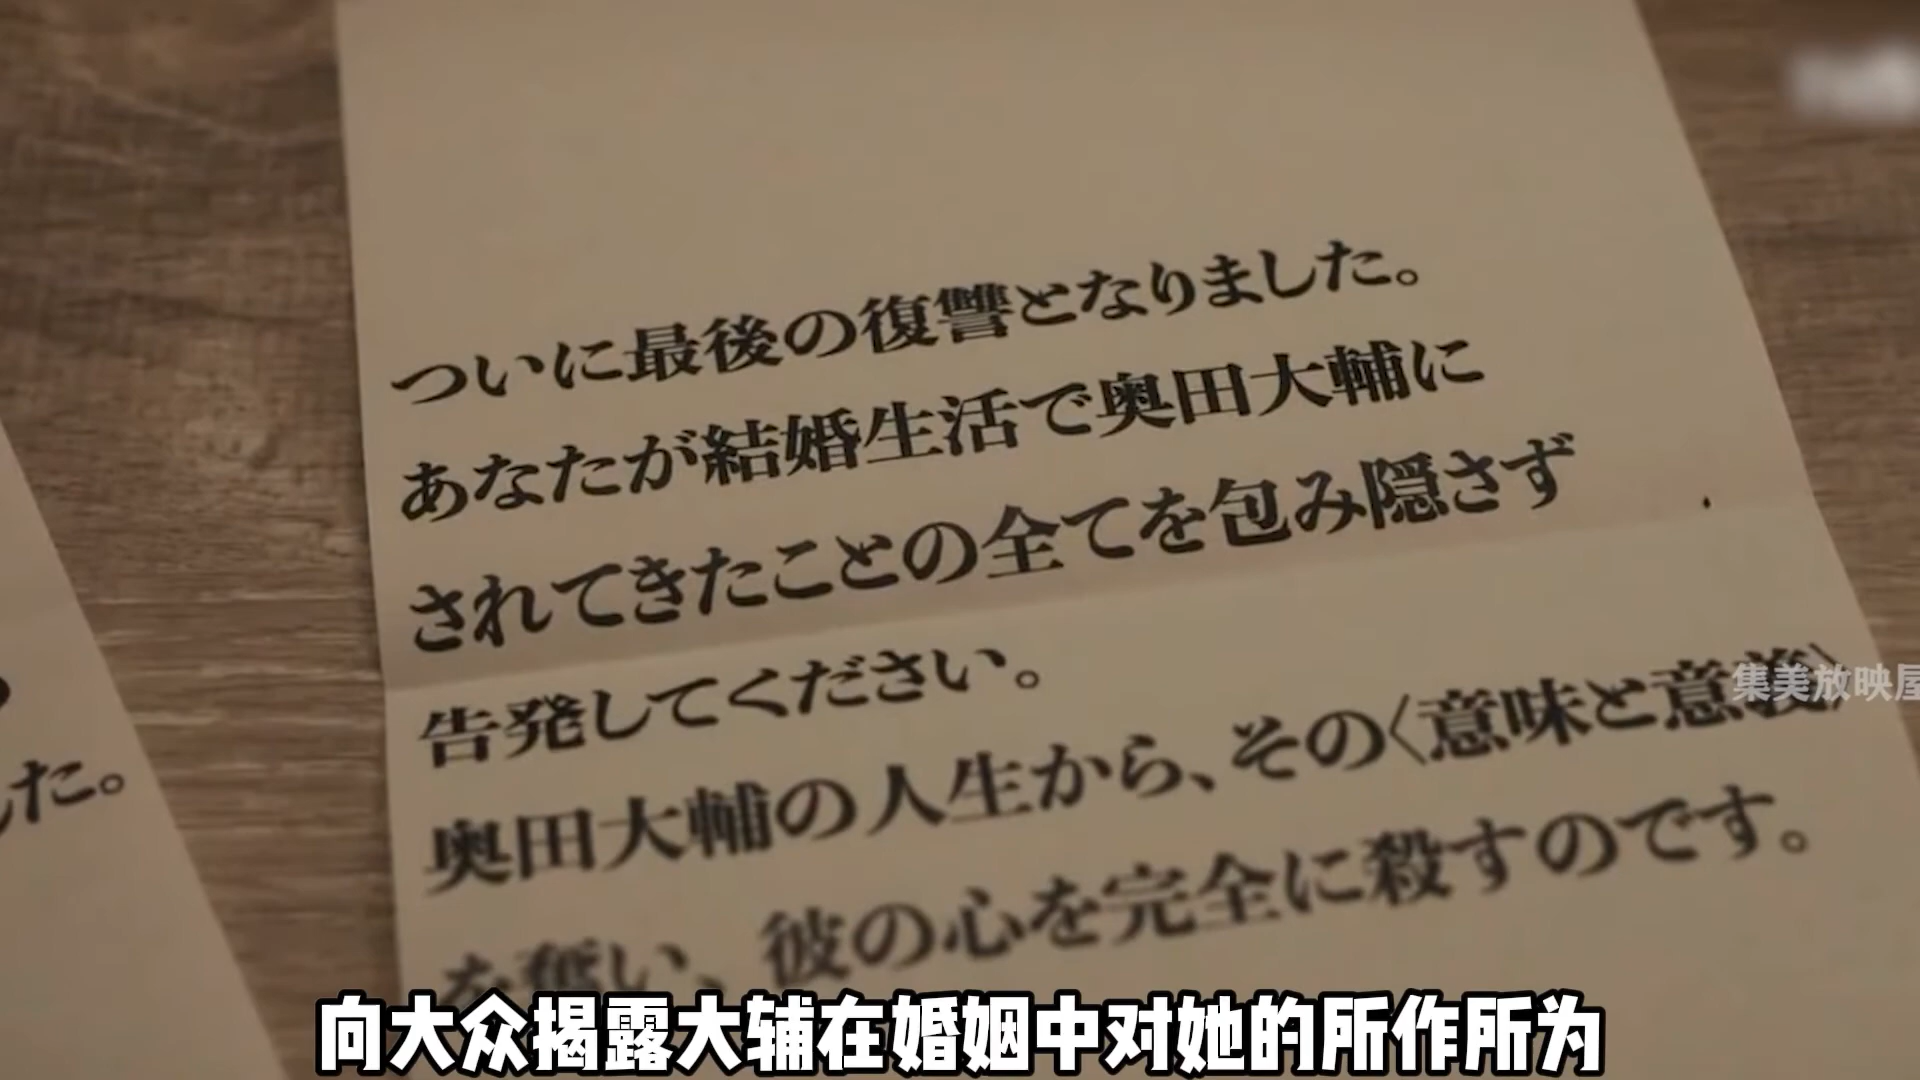 ついに最後の復讐となりました。
あなたが結婚生活で奥田大輔に
されてきたことの全てを包み隠さず
告発してください。
奥田大輔の人生から、その〈意味と意義〉
を奪い、彼の心を完全に殺すのです。
た。
集美放映屋
向大众揭露大辅在婚姻中对她的所作所为